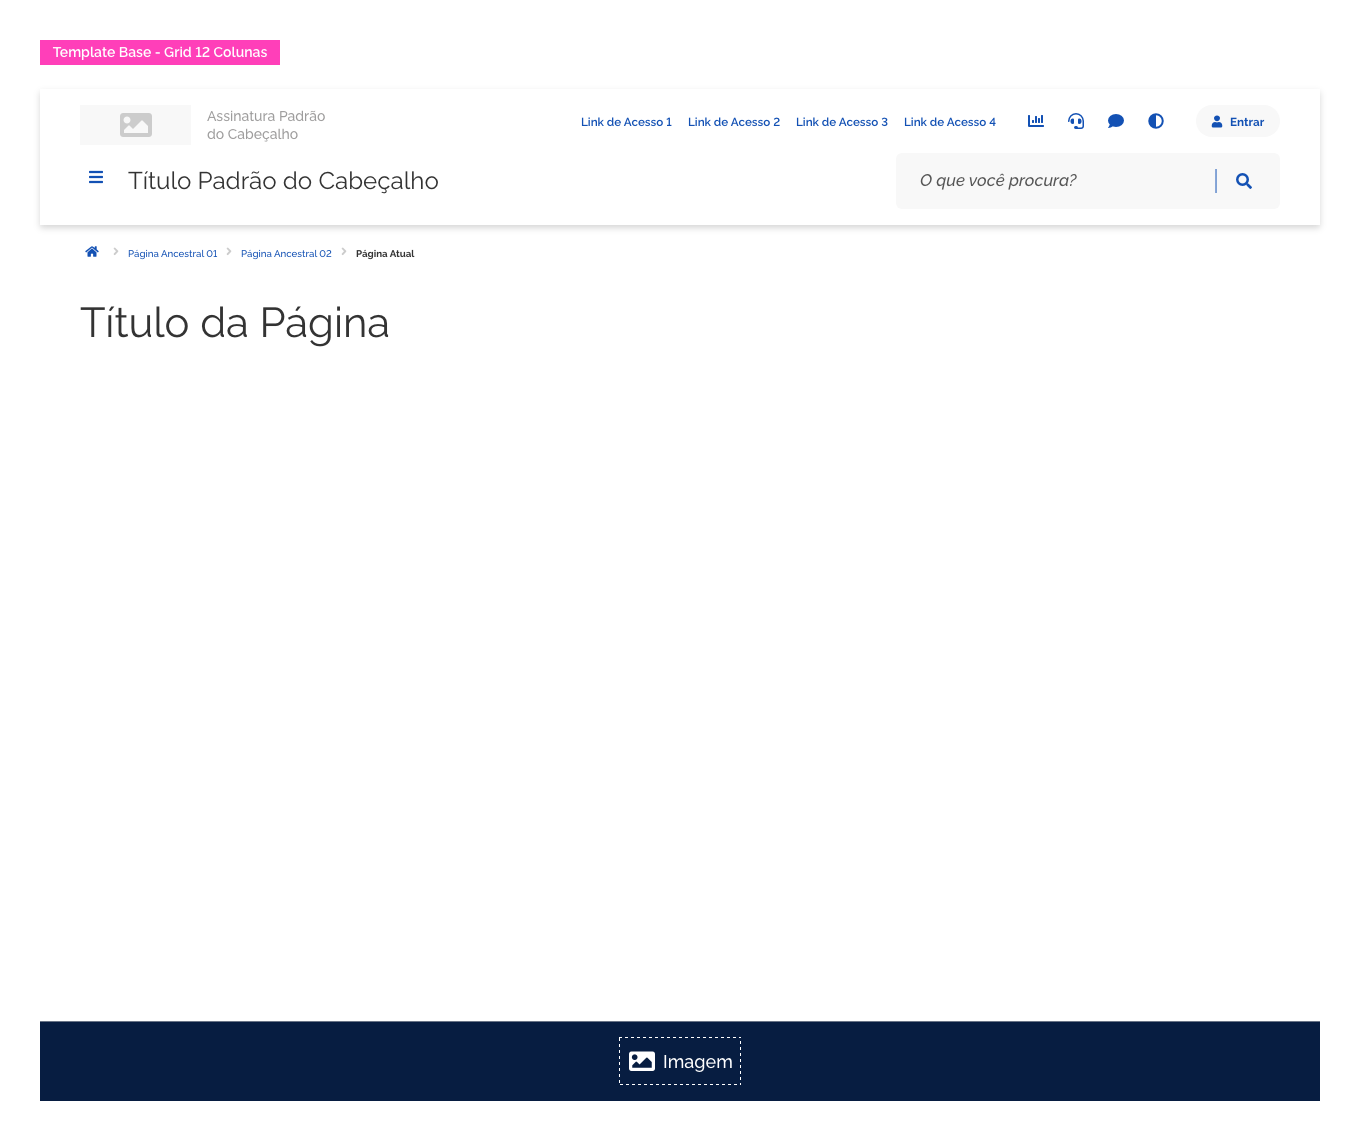 Template Base - Grid 12 Colunas
Assinatura Padrão
do Cabeçalho
Link de Acesso 1
Link de Acesso 2
Link de Acesso 3
Link de Acesso 4
Entrar
Título Padrão do Cabeçalho
O que você procura?
Página Ancestral 01
Página Ancestral 02
Página Atual
Título da Página
Imagem